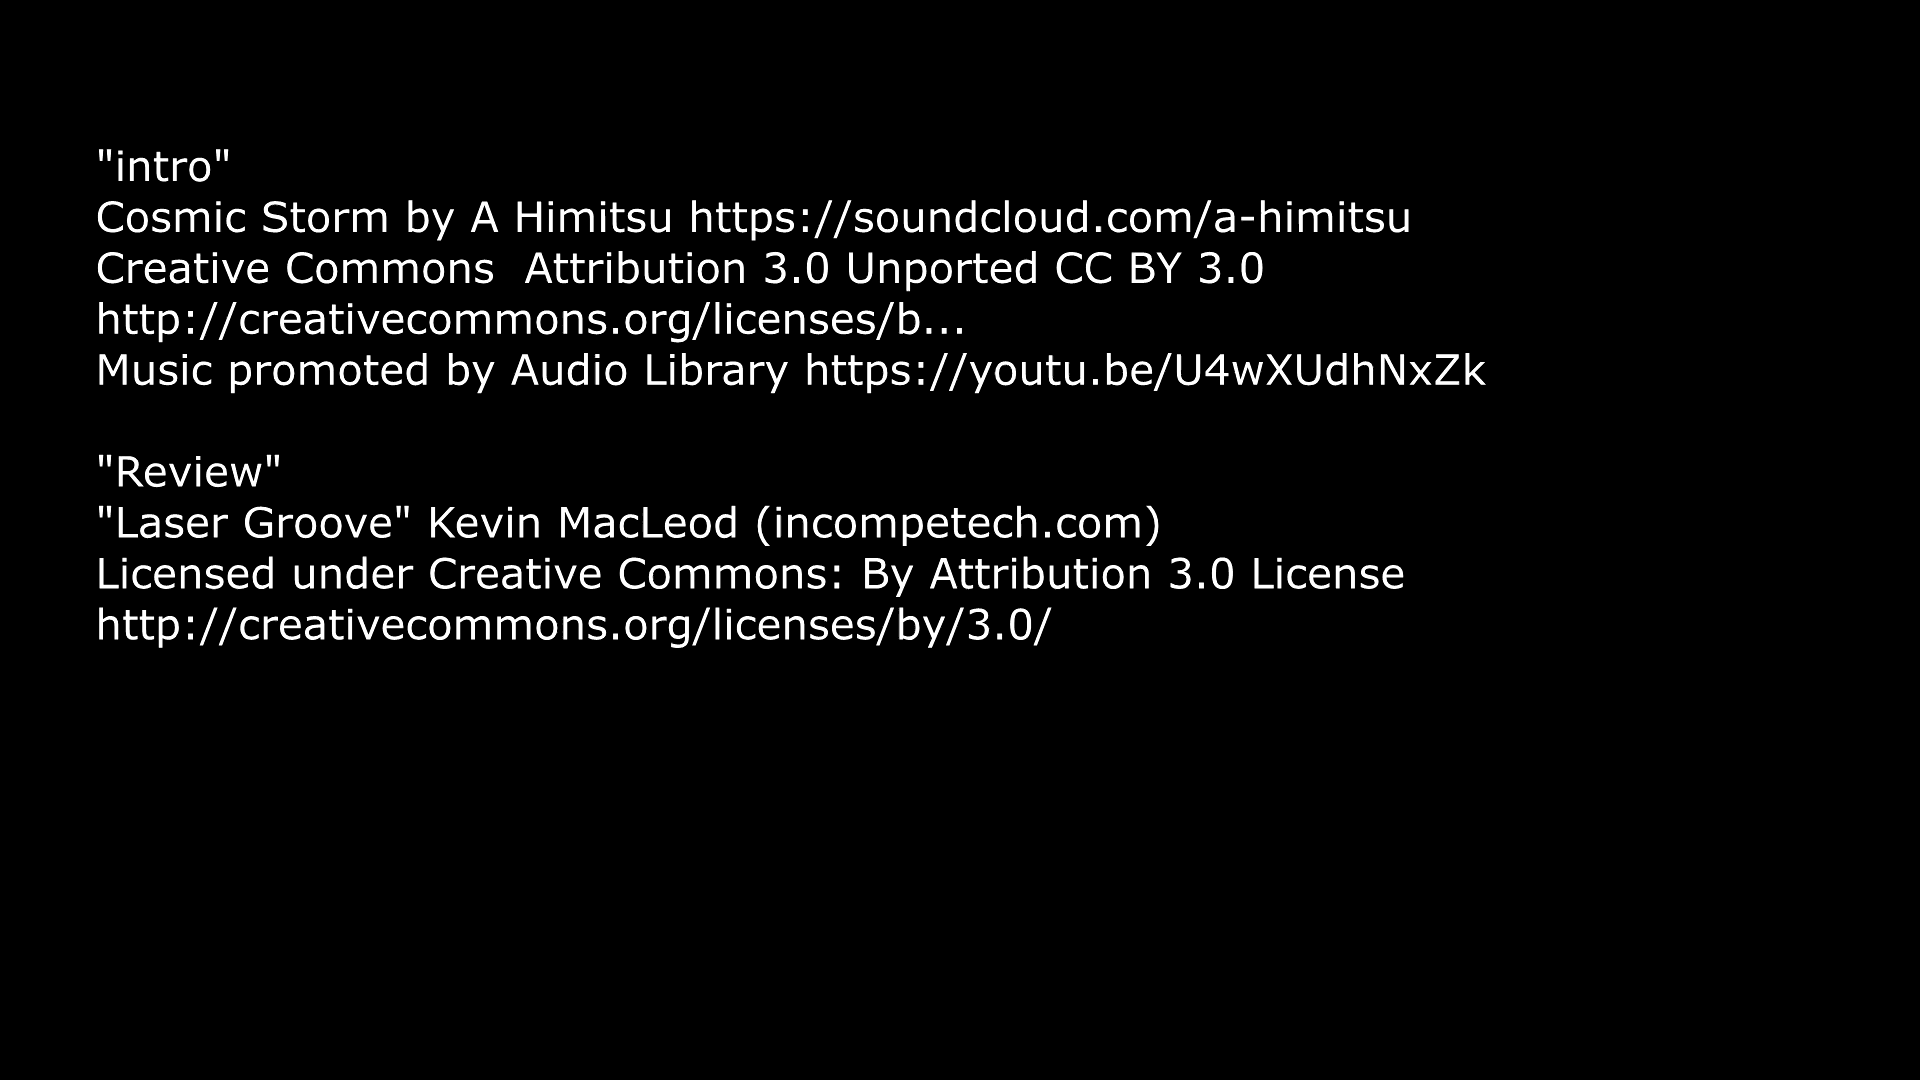 "intro"
Cosmic Storm by A Himitsu https://soundcloud.com/a-himitsu
Creative Commons  Attribution 3.0 Unported CC BY 3.0
http://creativecommons.org/licenses/b...
Music promoted by Audio Library https://youtu.be/U4wXUdhNxZk

"Review"
"Laser Groove" Kevin MacLeod (incompetech.com)
Licensed under Creative Commons: By Attribution 3.0 License
http://creativecommons.org/licenses/by/3.0/